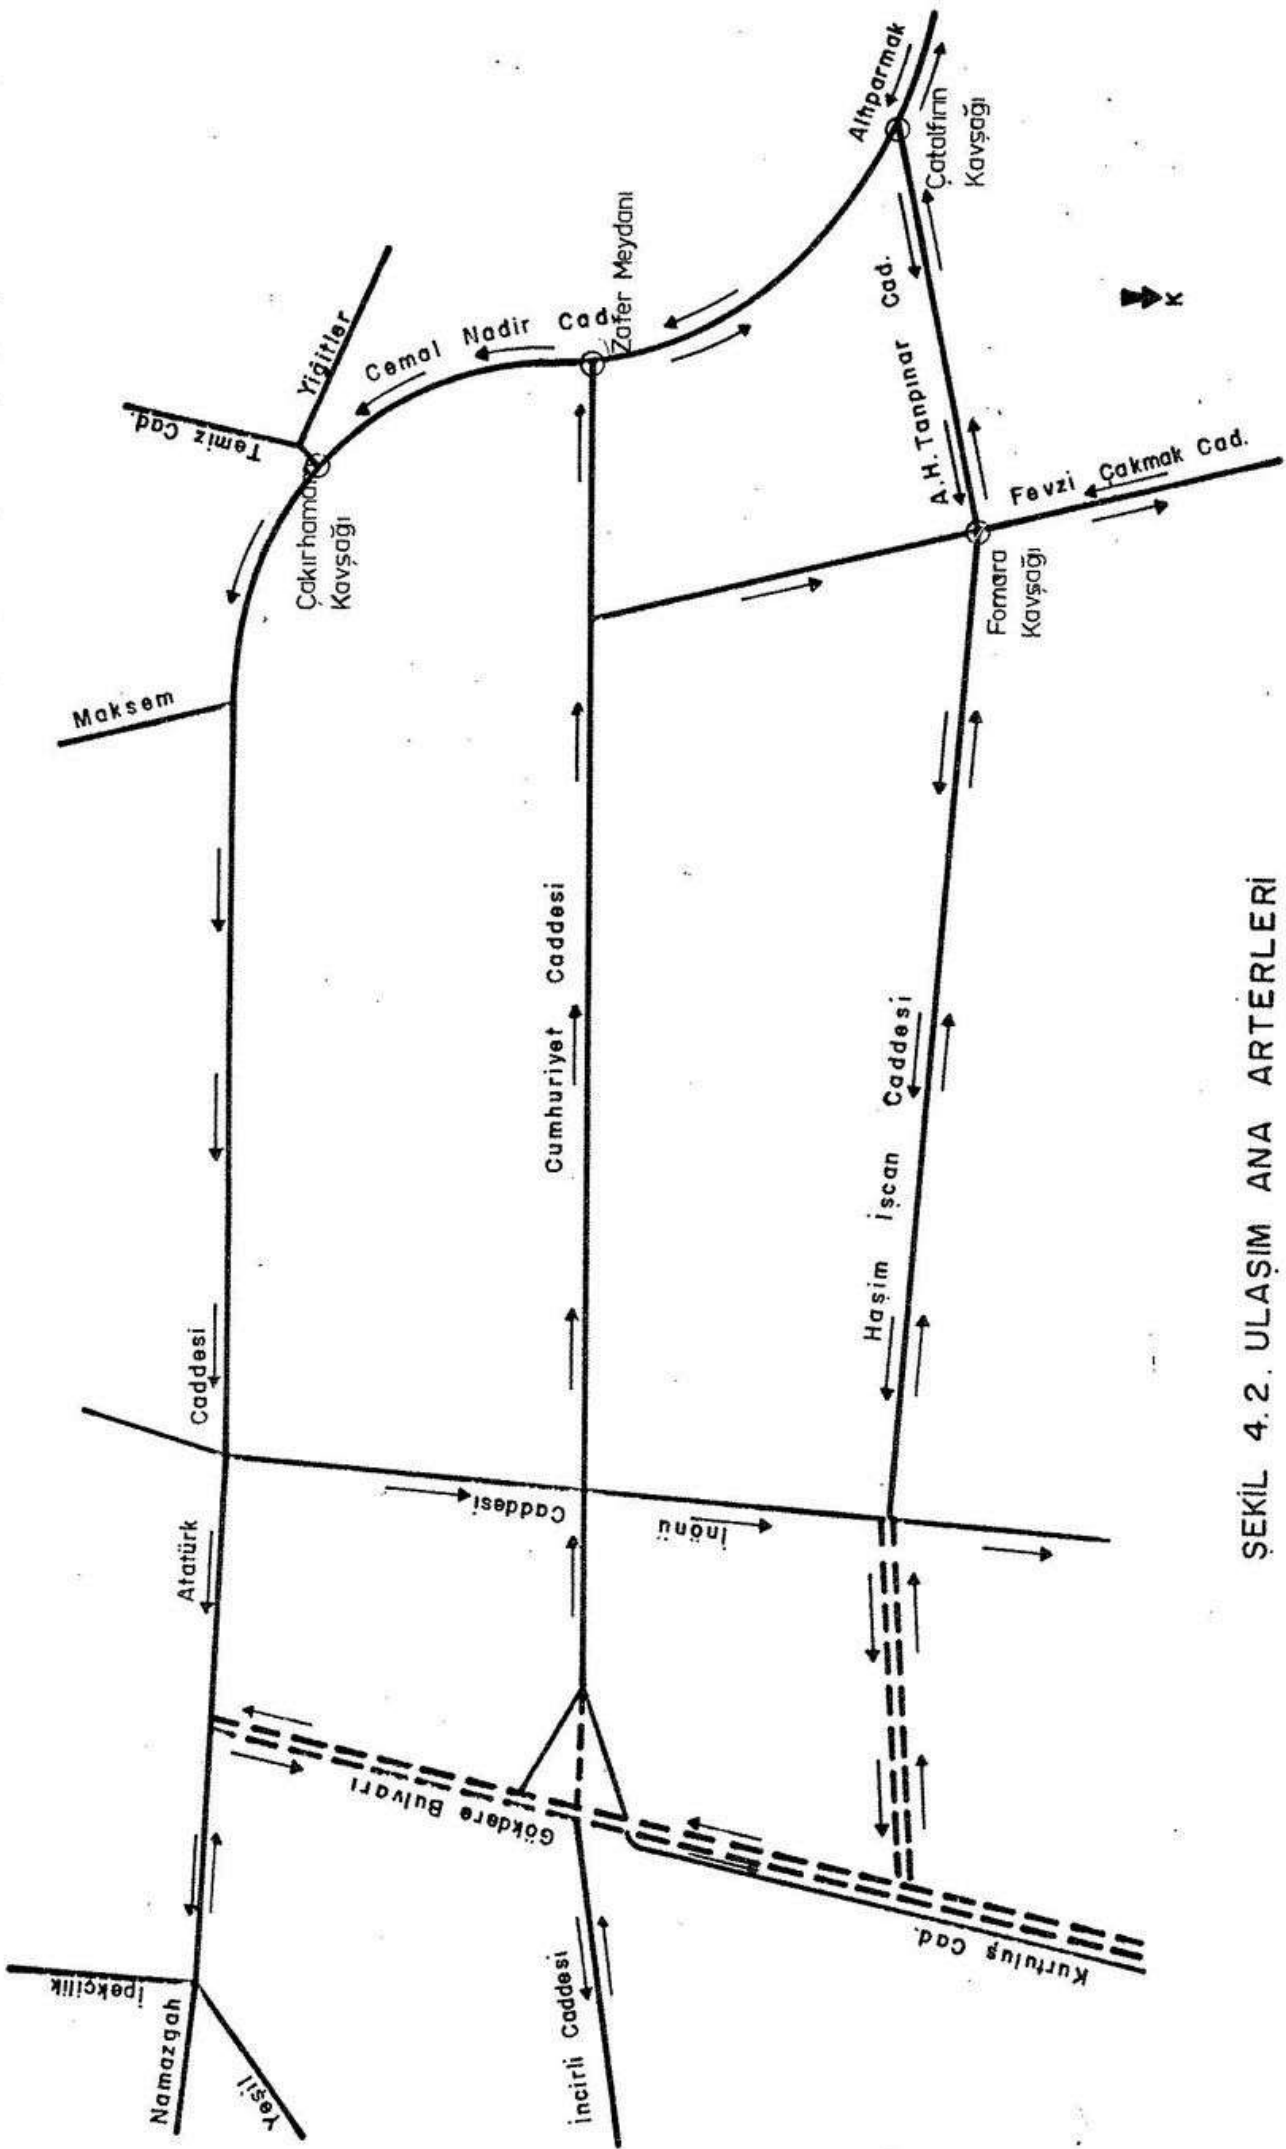 Altıparmak
Çatalfırın
Kavşağı
A.H. Tanpınar Cad.
Zafer Meydanı
Cemal Nadir Cad.
Yiğitler
Temiz Cad.
Çakırhamam
Kavşağı
Fevzi Çakmak Cad.
Fomara
Kavşağı
K
Maksem
Cumhuriyet Caddesi
Haşim İşcan Caddesi
Atatürk Caddesi
İnönü Caddesi
Gökdere Bulvarı
Kurtuluş Cad.
İncirli Caddesi
İpekçilik
Namazgah
Yeşil
ŞEKİL 4.2. ULAŞIM ANA ARTERLERİ